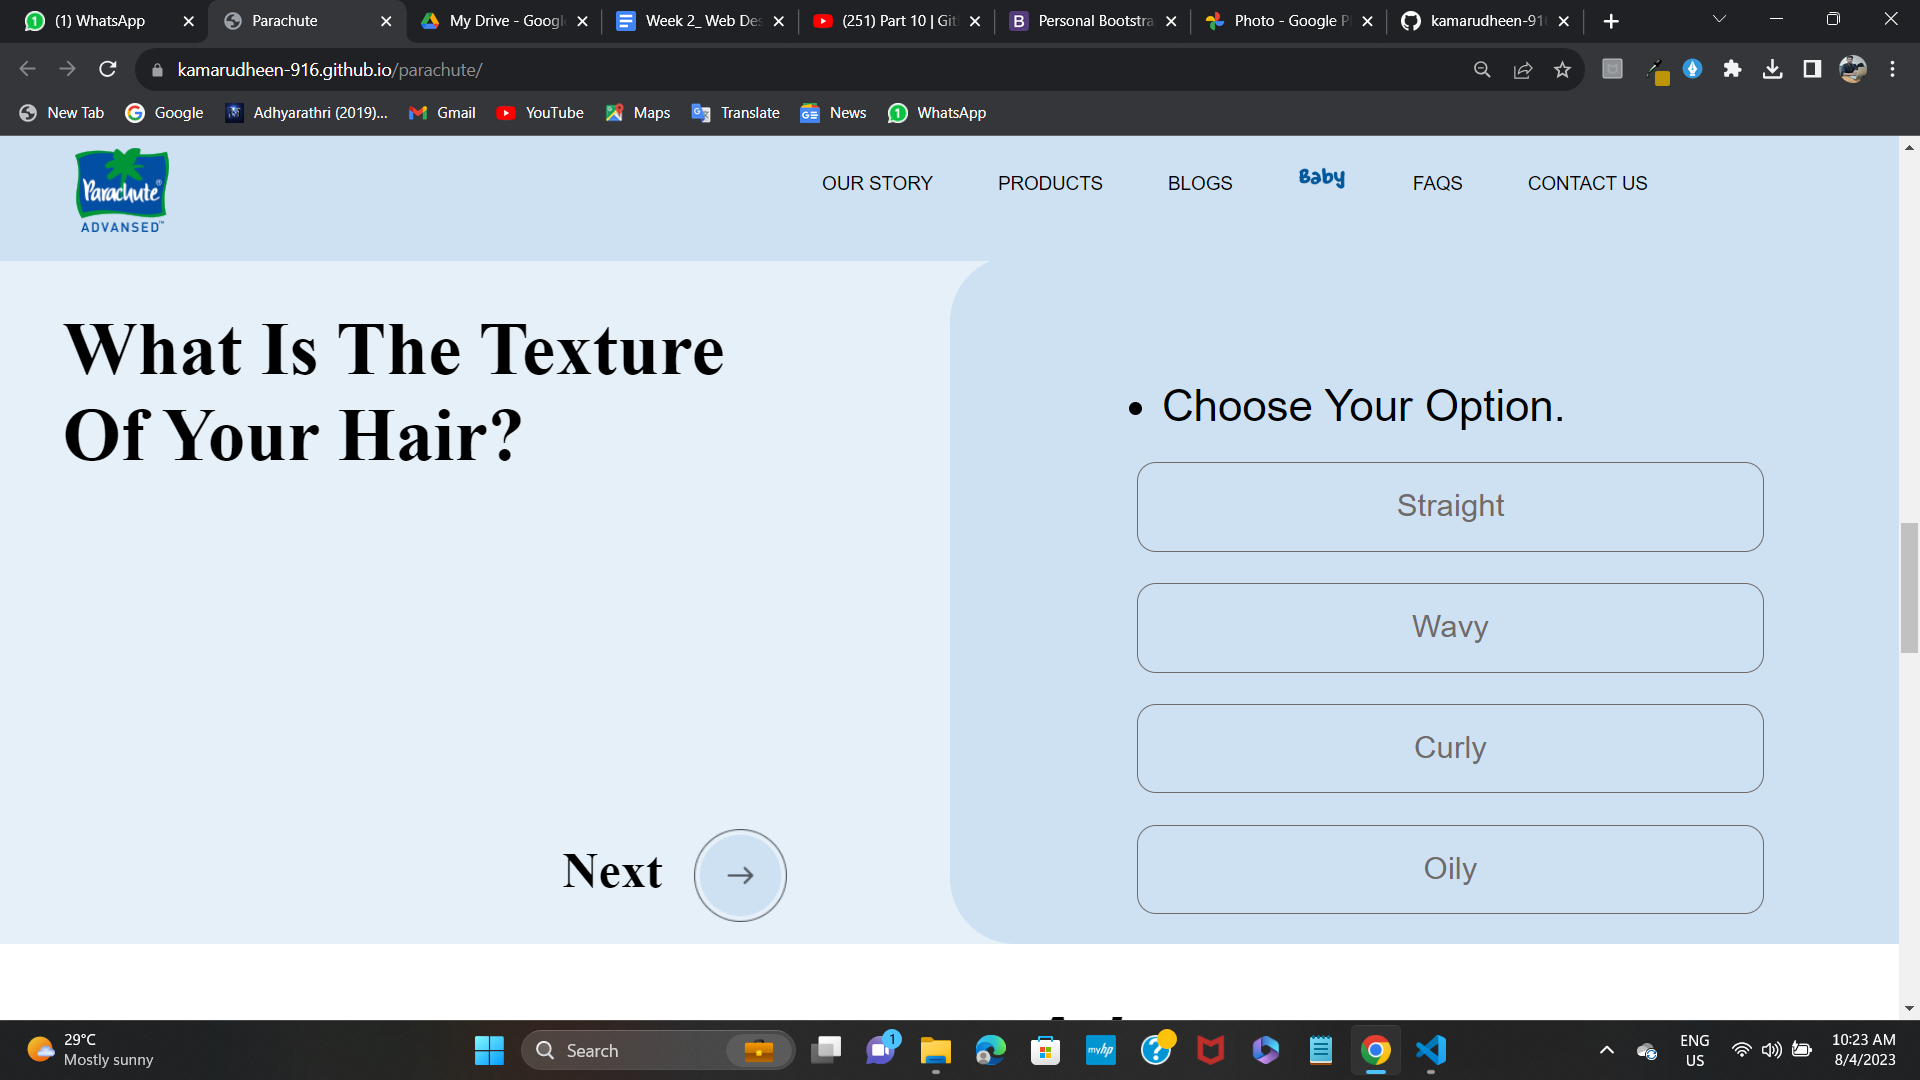 (1) WhatsApp
Parachute
My Drive - Googl
Week 2_ Web Des
(251) Part 10 | Git
Personal Bootstra
Photo - Google P
kamarudheen-916
kamarudheen-916.github.io/parachute/
New Tab
Google
Adhyarathri (2019)...
Gmail
YouTube
Maps
Translate
News
WhatsApp
Parachute®
ADVANSED™
OUR STORY
PRODUCTS
BLOGS
Baby
FAQS
CONTACT US
What Is The Texture
Of Your Hair?
Next
• Choose Your Option.
Straight
Wavy
Curly
Oily
29°C
Mostly sunny
Search
1
myhp
ENG
US
10:23 AM
8/4/2023